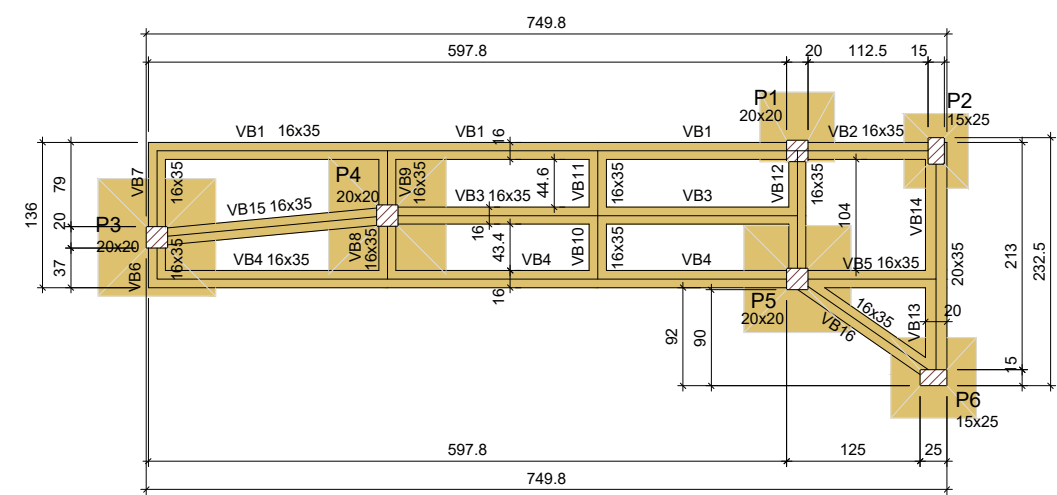 749.8
597.8
20
112.5
15
P1
20x20
P2
15x25
VB1 16x35
VB1
16
VB1
VB2 16x35
136
79
20
37
VB7
16x35
P4
20x20
VB9
16x35
44.6
VB11
16x35
VB12
16x35
104
VB14
VB15 16x35
VB3 16x35
VB3
16
P3
20x20
VB6
16x35
VB8
16x35
43.4
VB10
16x35
VB4 16x35
VB4
VB4
VB5 16x35
20x35
213
232.5
16
P5
20x20
16x35
VB16
VB13
20
92
90
15
P6
15x25
597.8
125
25
749.8